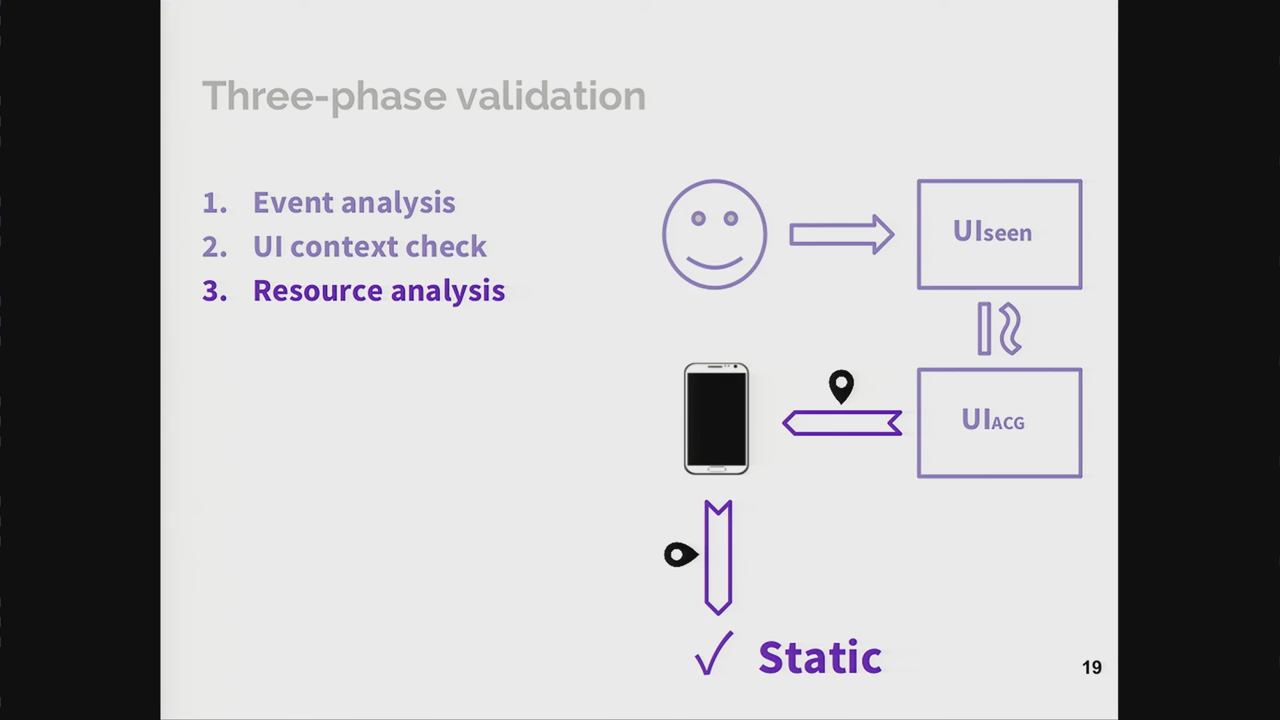 Three-phase validation
1. Event analysis
2. UI context check
3. Resource analysis
UIseen
UIACG
✓ Static
19